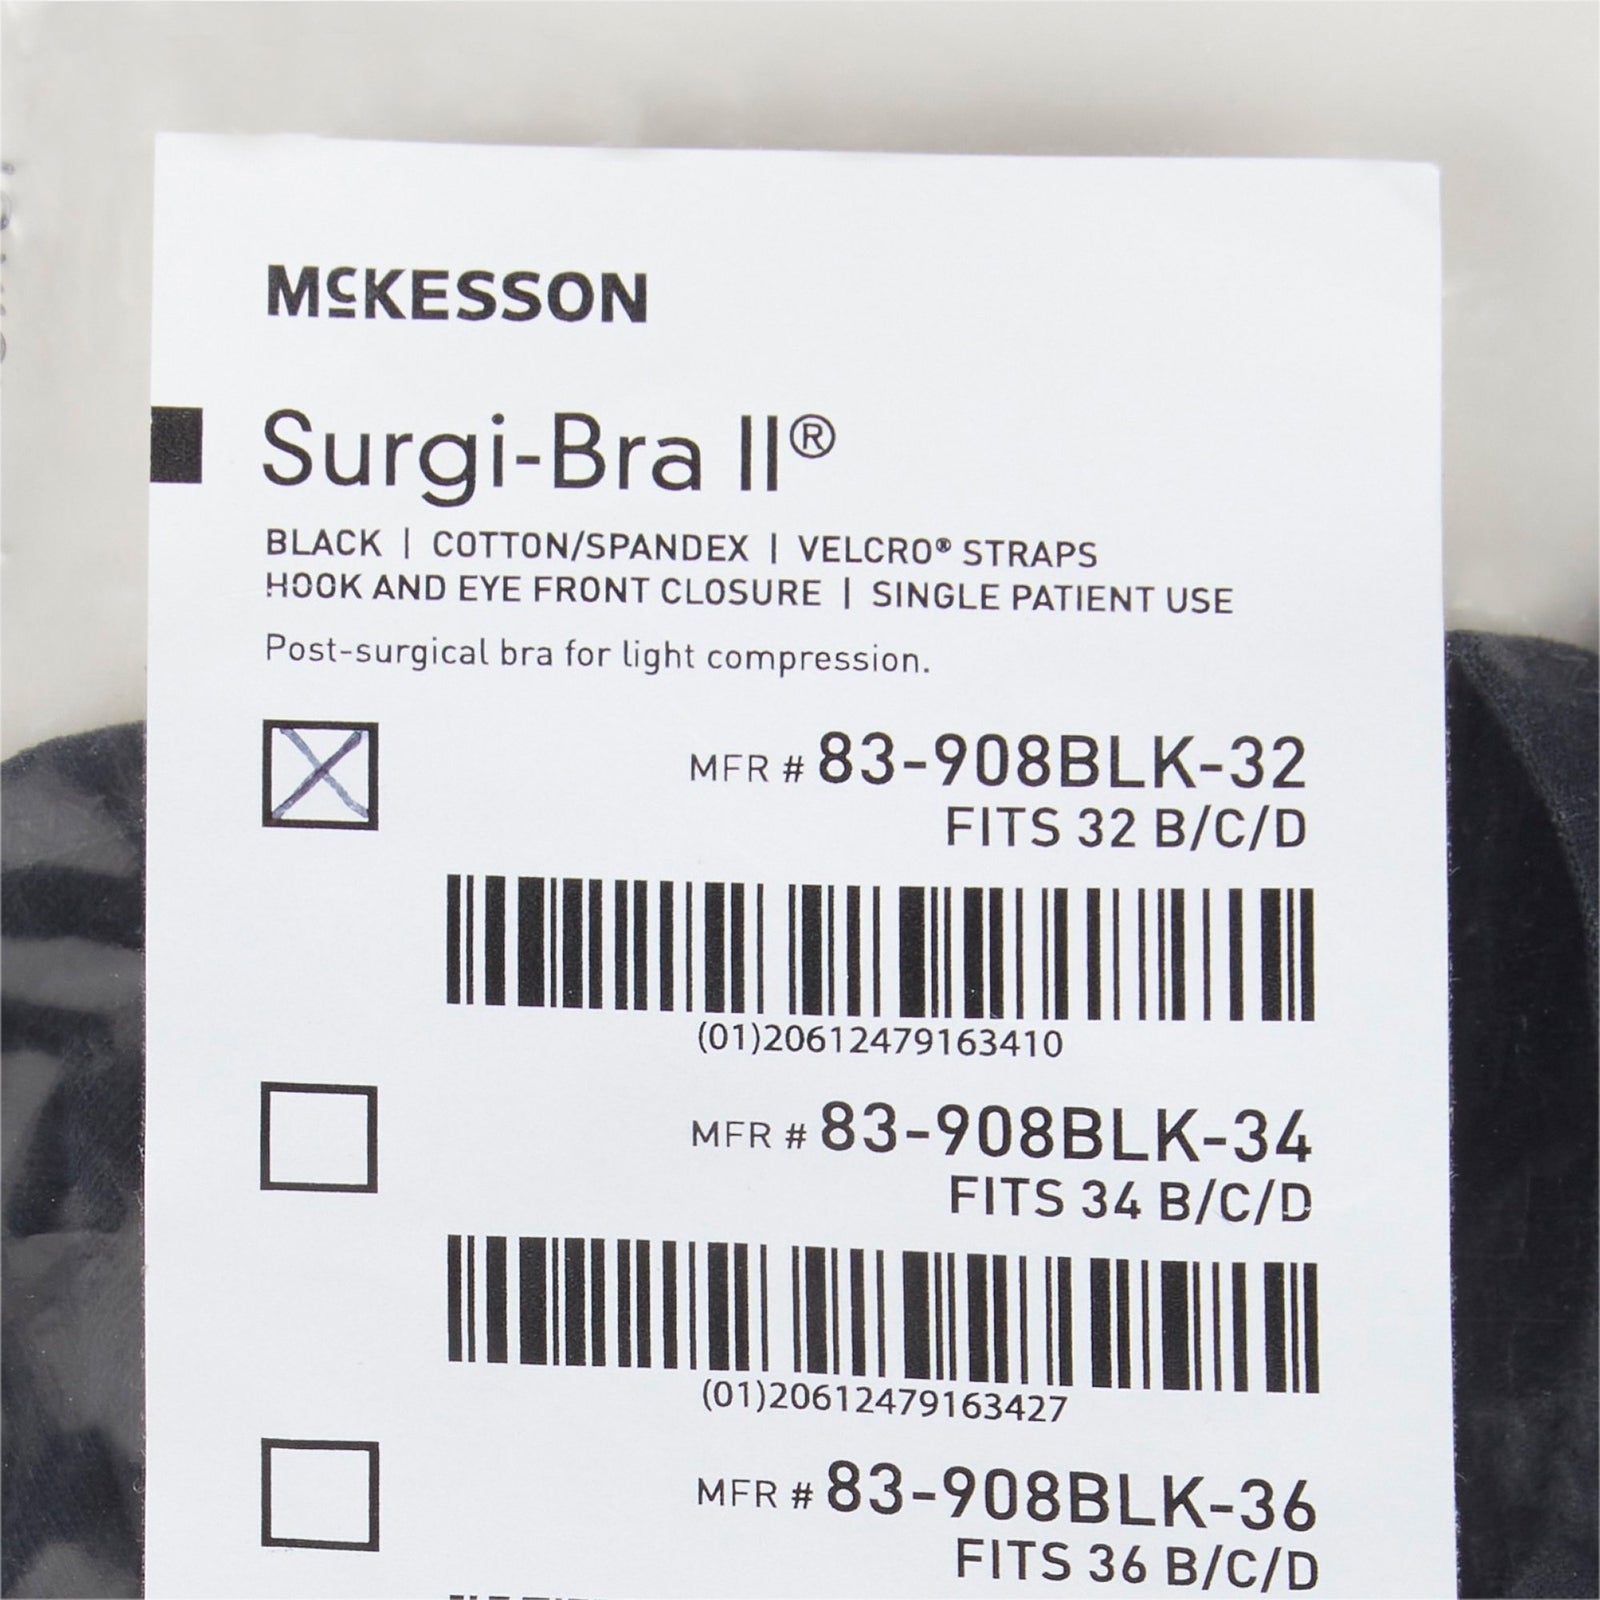 McKESSON
Surgi-Bra II®
BLACK | COTTON/SPANDEX | VELCRO® STRAPS
HOOK AND EYE FRONT CLOSURE | SINGLE PATIENT USE
Post-surgical bra for light compression.
MFR # 83-908BLK-32
FITS 32 B/C/D
(01)20612479163410
MFR # 83-908BLK-34
FITS 34 B/C/D
(01)20612479163427
MFR # 83-908BLK-36
FITS 36 B/C/D